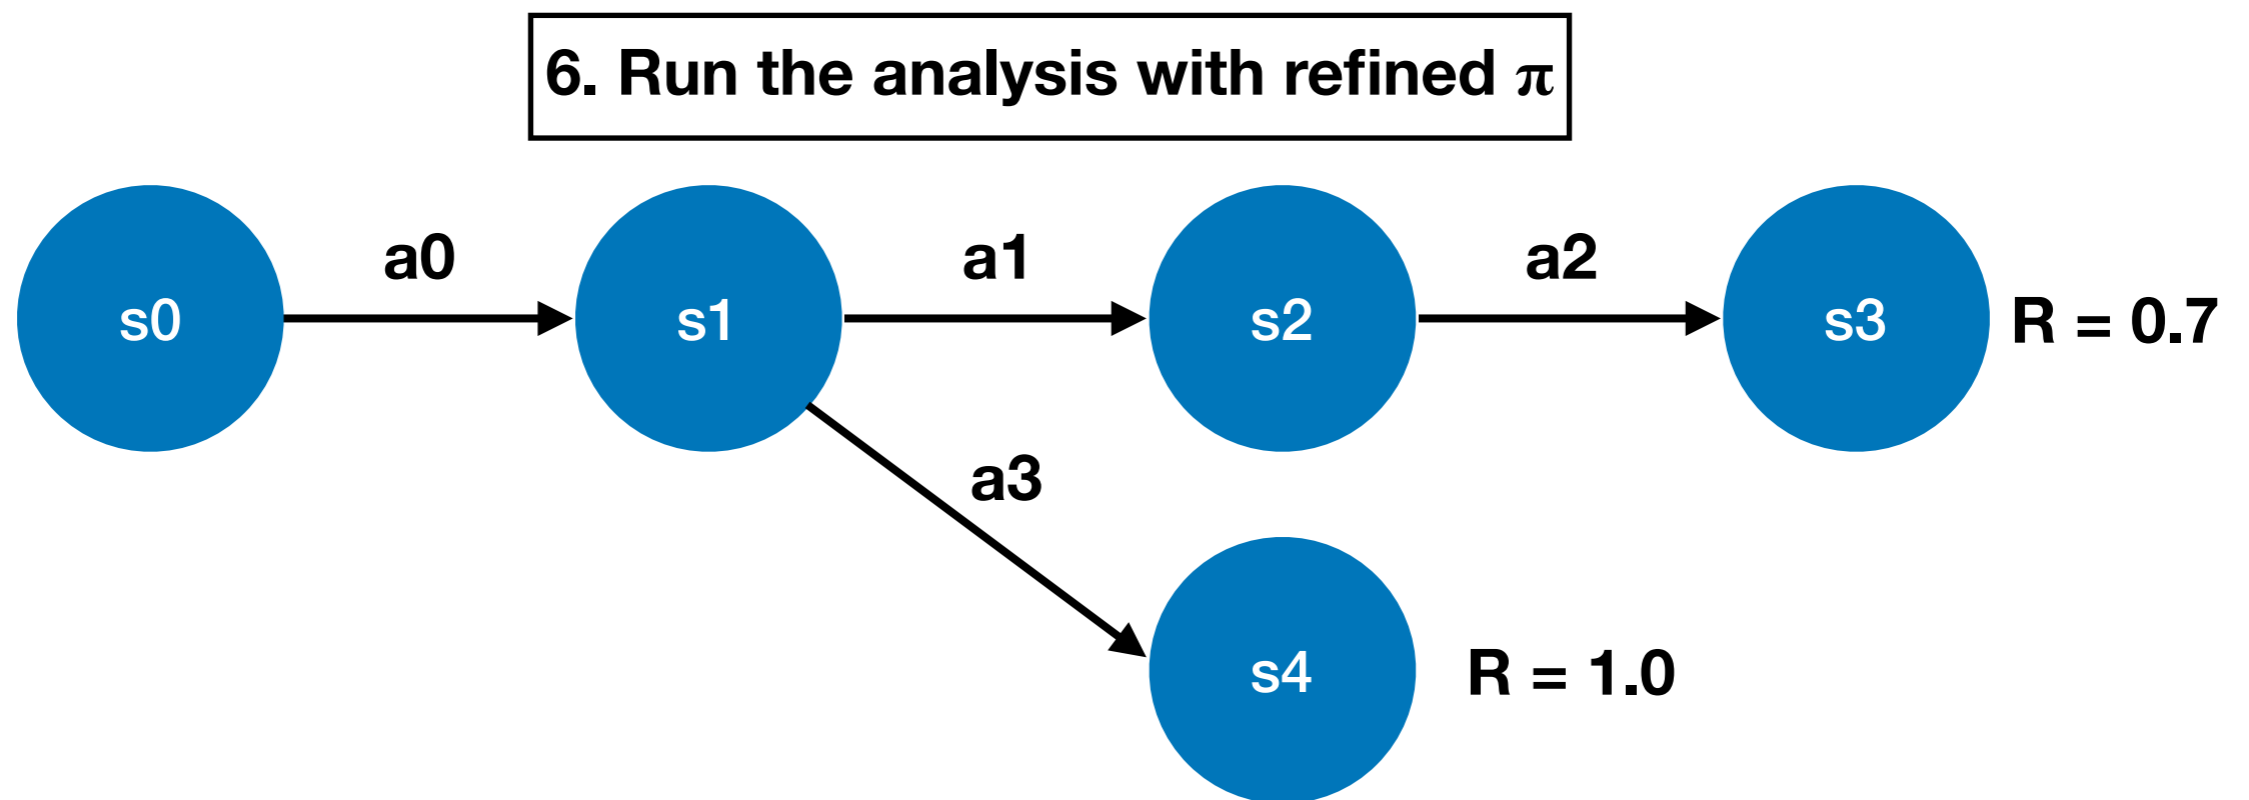 6. Run the analysis with refined π
a0
a1
a2
s0
s1
s2
s3
R = 0.7
a3
s4
R = 1.0